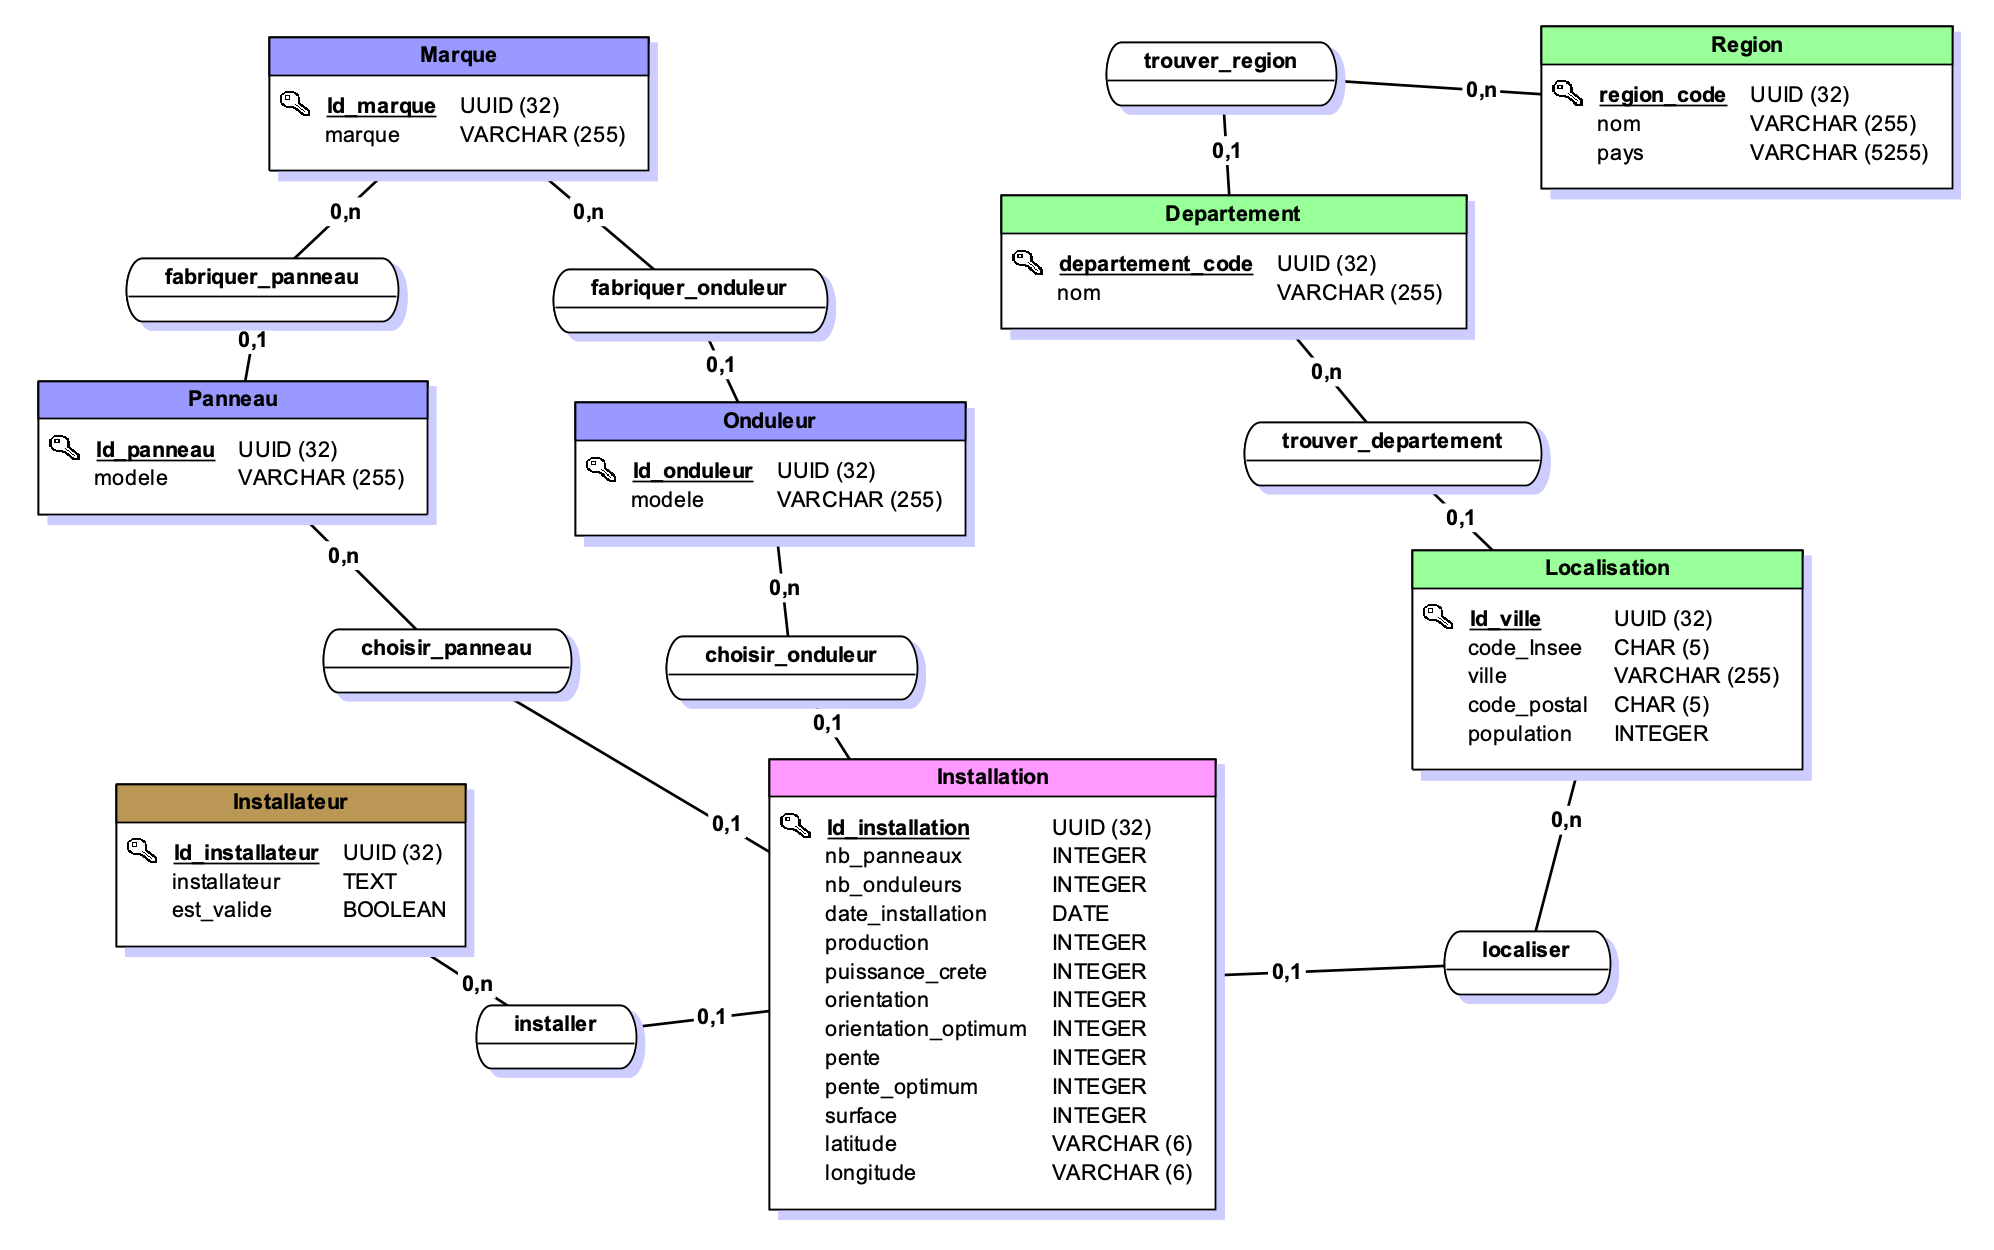 Marque
Id_marque UUID (32)
marque VARCHAR (255)
0,n
0,n
trouver_region
0,n
0,1
Region
region_code UUID (32)
nom VARCHAR (255)
pays VARCHAR (5255)
Departement
departement_code UUID (32)
nom VARCHAR (255)
fabriquer_panneau
fabriquer_onduleur
0,1
0,1
0,n
Panneau
Id_panneau UUID (32)
modele VARCHAR (255)
Onduleur
Id_onduleur UUID (32)
modele VARCHAR (255)
trouver_departement
0,1
0,n
0,n
Localisation
Id_ville UUID (32)
code_Insee CHAR (5)
ville VARCHAR (255)
code_postal CHAR (5)
population INTEGER
choisir_panneau
choisir_onduleur
0,1
0,1
0,n
Installateur
Id_installateur UUID (32)
installateur TEXT
est_valide BOOLEAN
Installation
Id_installation UUID (32)
nb_panneaux INTEGER
nb_onduleurs INTEGER
date_installation DATE
production INTEGER
puissance_crete INTEGER
orientation INTEGER
orientation_optimum INTEGER
pente INTEGER
pente_optimum INTEGER
surface INTEGER
latitude VARCHAR (6)
longitude VARCHAR (6)
localiser
0,1
0,n
installer
0,1